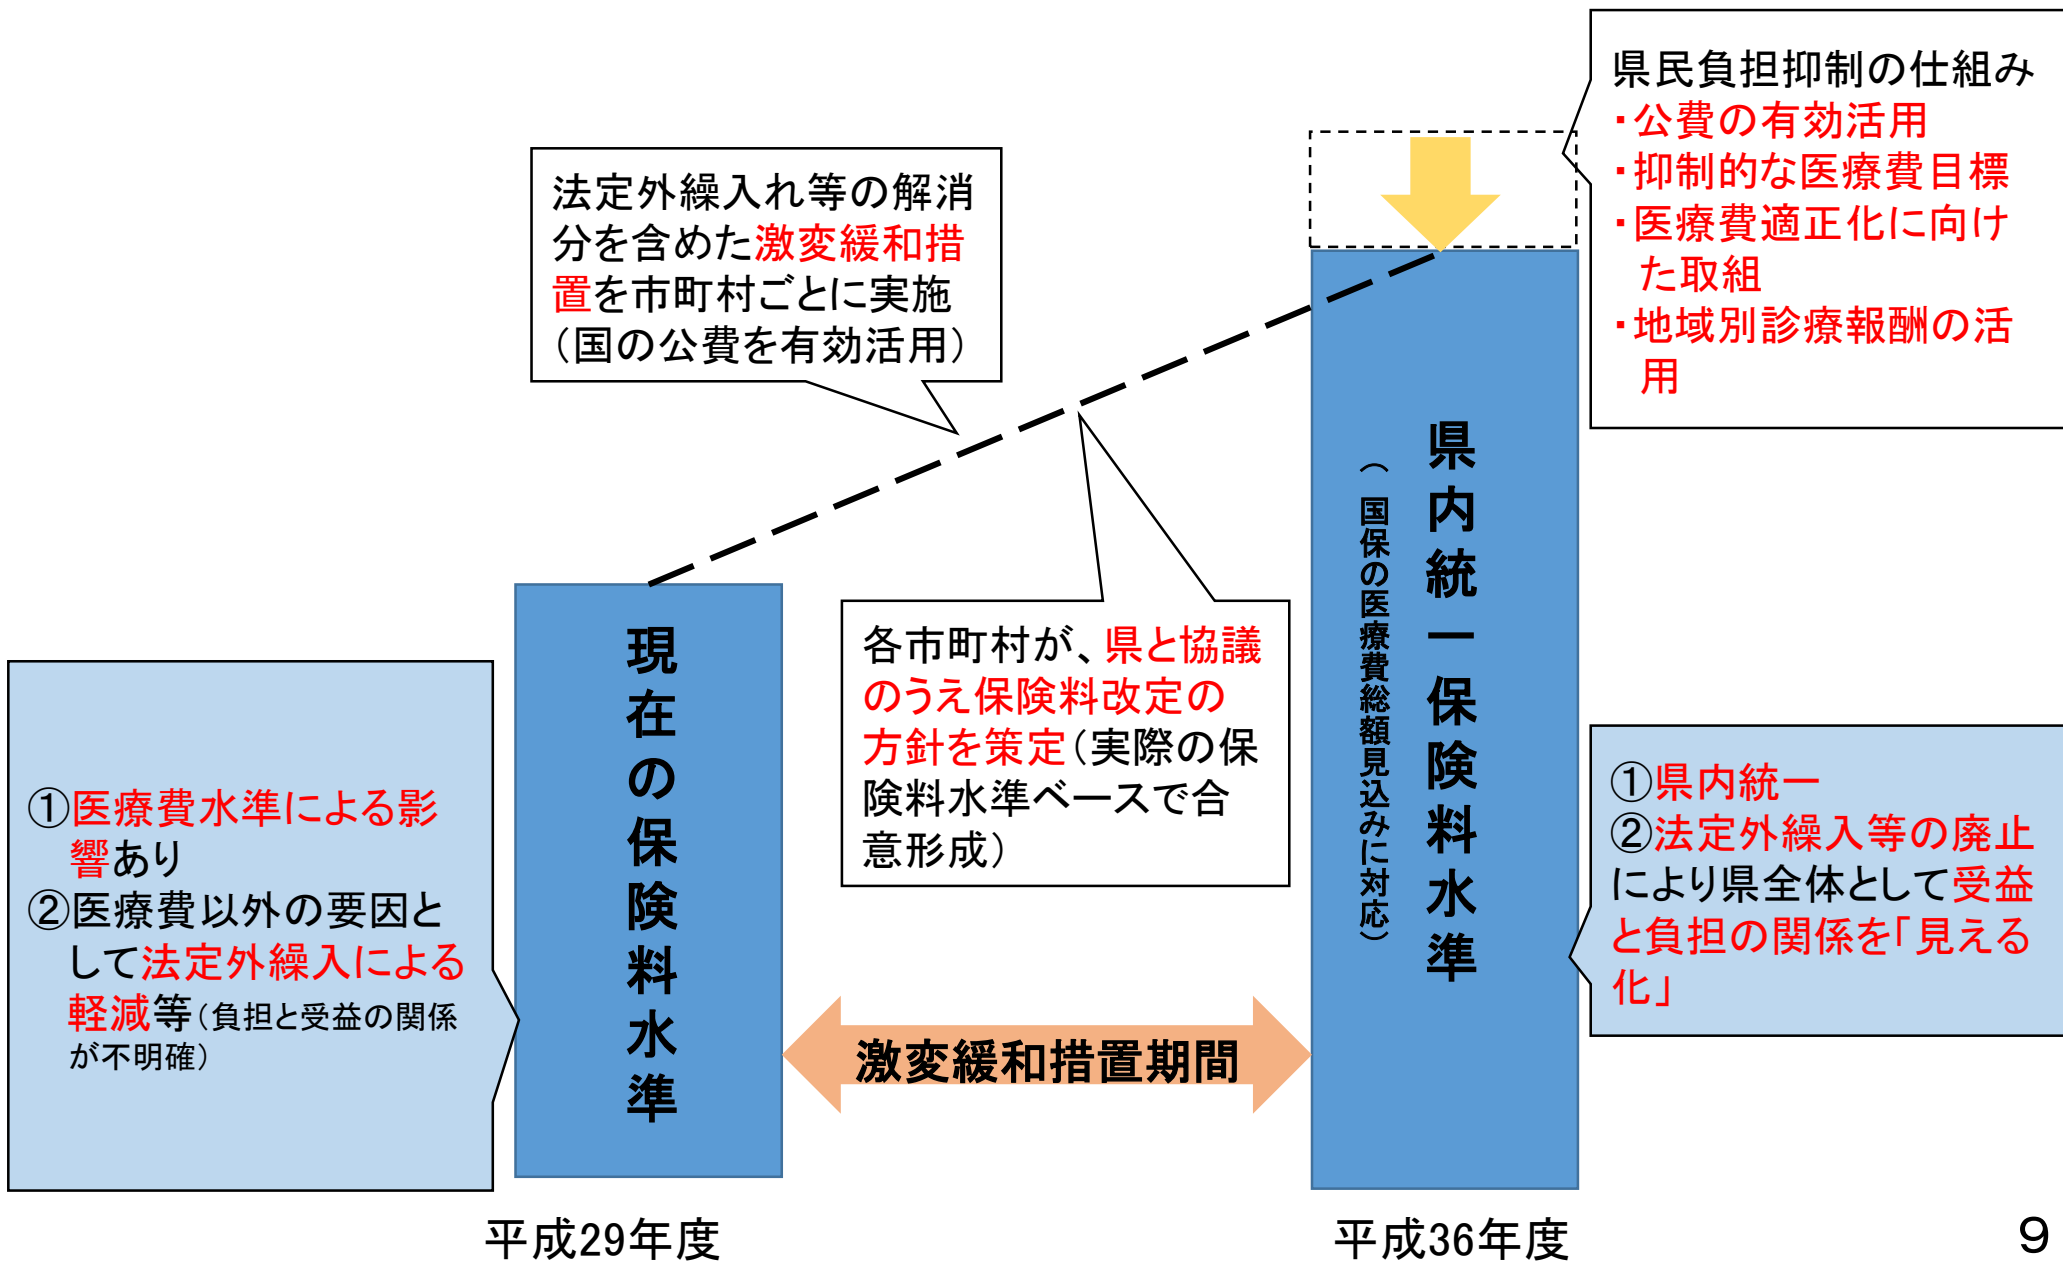 県民負担抑制の仕組み
・公費の有効活用
・抑制的な医療費目標
・医療費適正化に向け
た取組
・地域別診療報酬の活
用
法定外繰入れ等の解消
分を含めた激変緩和措
置を市町村ごとに実施
（国の公費を有効活用）
県内統一保険料水準
（国保の医療費総額見込みに対応）
現在の保険料水準
各市町村が、県と協議
のうえ保険料改定の
方針を策定（実際の保
険料水準ベースで合
意形成）
①医療費水準による影
響あり
②医療費以外の要因と
して法定外繰入による
軽減等（負担と受益の関係
が不明確）
①県内統一
②法定外繰入等の廃止
により県全体として受益
と負担の関係を「見える
化」
激変緩和措置期間
平成29年度
平成36年度
9